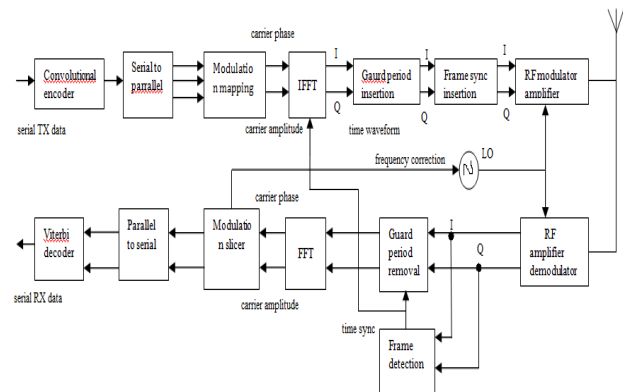 carrier phase
Convolutional
encoder
Serial to
parrallel
Modulatio
n mapping
IFFT
I
Q
Gaurd period
insertion
I
Q
Frame sync
insertion
I
Q
RF modulator
amplifier
serial TX data
carrier amplitude
time waveform
frequency correction
LO
carrier phase
Viterbi
decoder
Parallel
to serial
Modulatio
n slicer
FFT
Guard
period
removal
I
Q
RF
amplifier
demodulator
serial RX data
carrier amplitude
time sync
Frame
detection